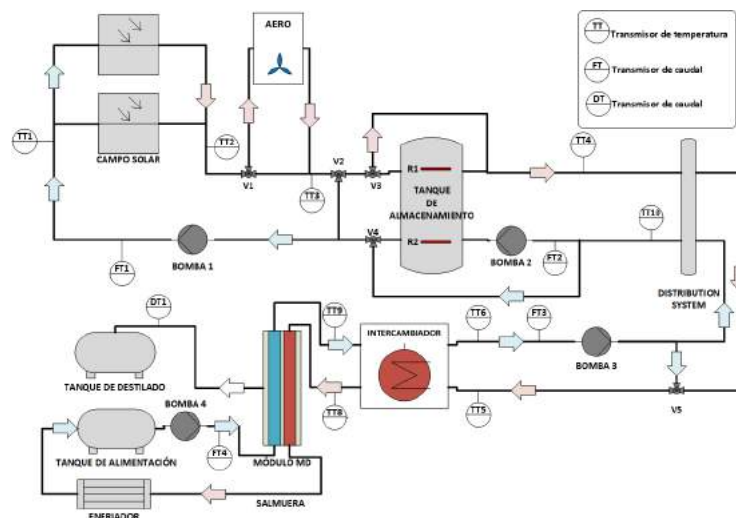 AERO
TT
Transmisor de temperatura
FT
Transmisor de caudal
DT
Transmisor de caudal
TT1
TT2
CAMPO SOLAR
V1
V2
TT3
V3
R1
TANQUE
DE
ALMACENAMIENTO
R2
TT4
V4
TT10
FT1
BOMBA 1
BOMBA 2
FT2
DISTRIBUTION
SYSTEM
DT1
TT9
INTERCAMBIADOR
TT6
FT3
BOMBA 3
TANQUE DE DESTILADO
TT8
TT5
V5
BOMBA 4
FT4
TANQUE DE ALIMENTACIÓN
MÓDULO MD
SALMUERA
ENFRIADOR